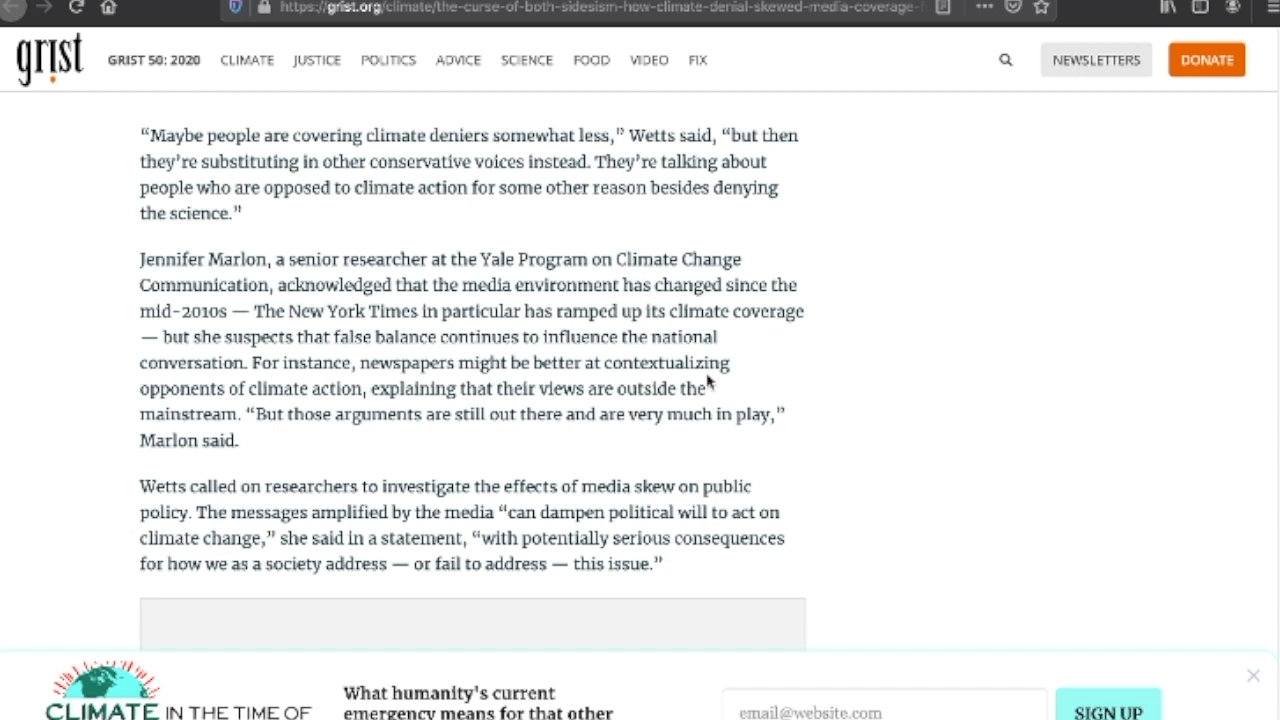 https://grist.org/climate/the-curse-of-both-sidesism-how-climate-denial-skewed-media-coverage-
grist GRIST 50: 2020 CLIMATE JUSTICE POLITICS ADVICE SCIENCE FOOD VIDEO FIX NEWSLETTERS DONATE
“Maybe people are covering climate deniers somewhat less,” Wetts said, “but then
they’re substituting in other conservative voices instead. They’re talking about
people who are opposed to climate action for some other reason besides denying
the science.”
Jennifer Marlon, a senior researcher at the Yale Program on Climate Change
Communication, acknowledged that the media environment has changed since the
mid-2010s — The New York Times in particular has ramped up its climate coverage
— but she suspects that false balance continues to influence the national
conversation. For instance, newspapers might be better at contextualizing
opponents of climate action, explaining that their views are outside the
mainstream. “But those arguments are still out there and are very much in play,”
Marlon said.
Wetts called on researchers to investigate the effects of media skew on public
policy. The messages amplified by the media “can dampen political will to act on
climate change,” she said in a statement, “with potentially serious consequences
for how we as a society address — or fail to address — this issue.”
CLIMATE IN THE TIME OF
What humanity’s current
emergency means for that other
email@website.com
SIGN UP